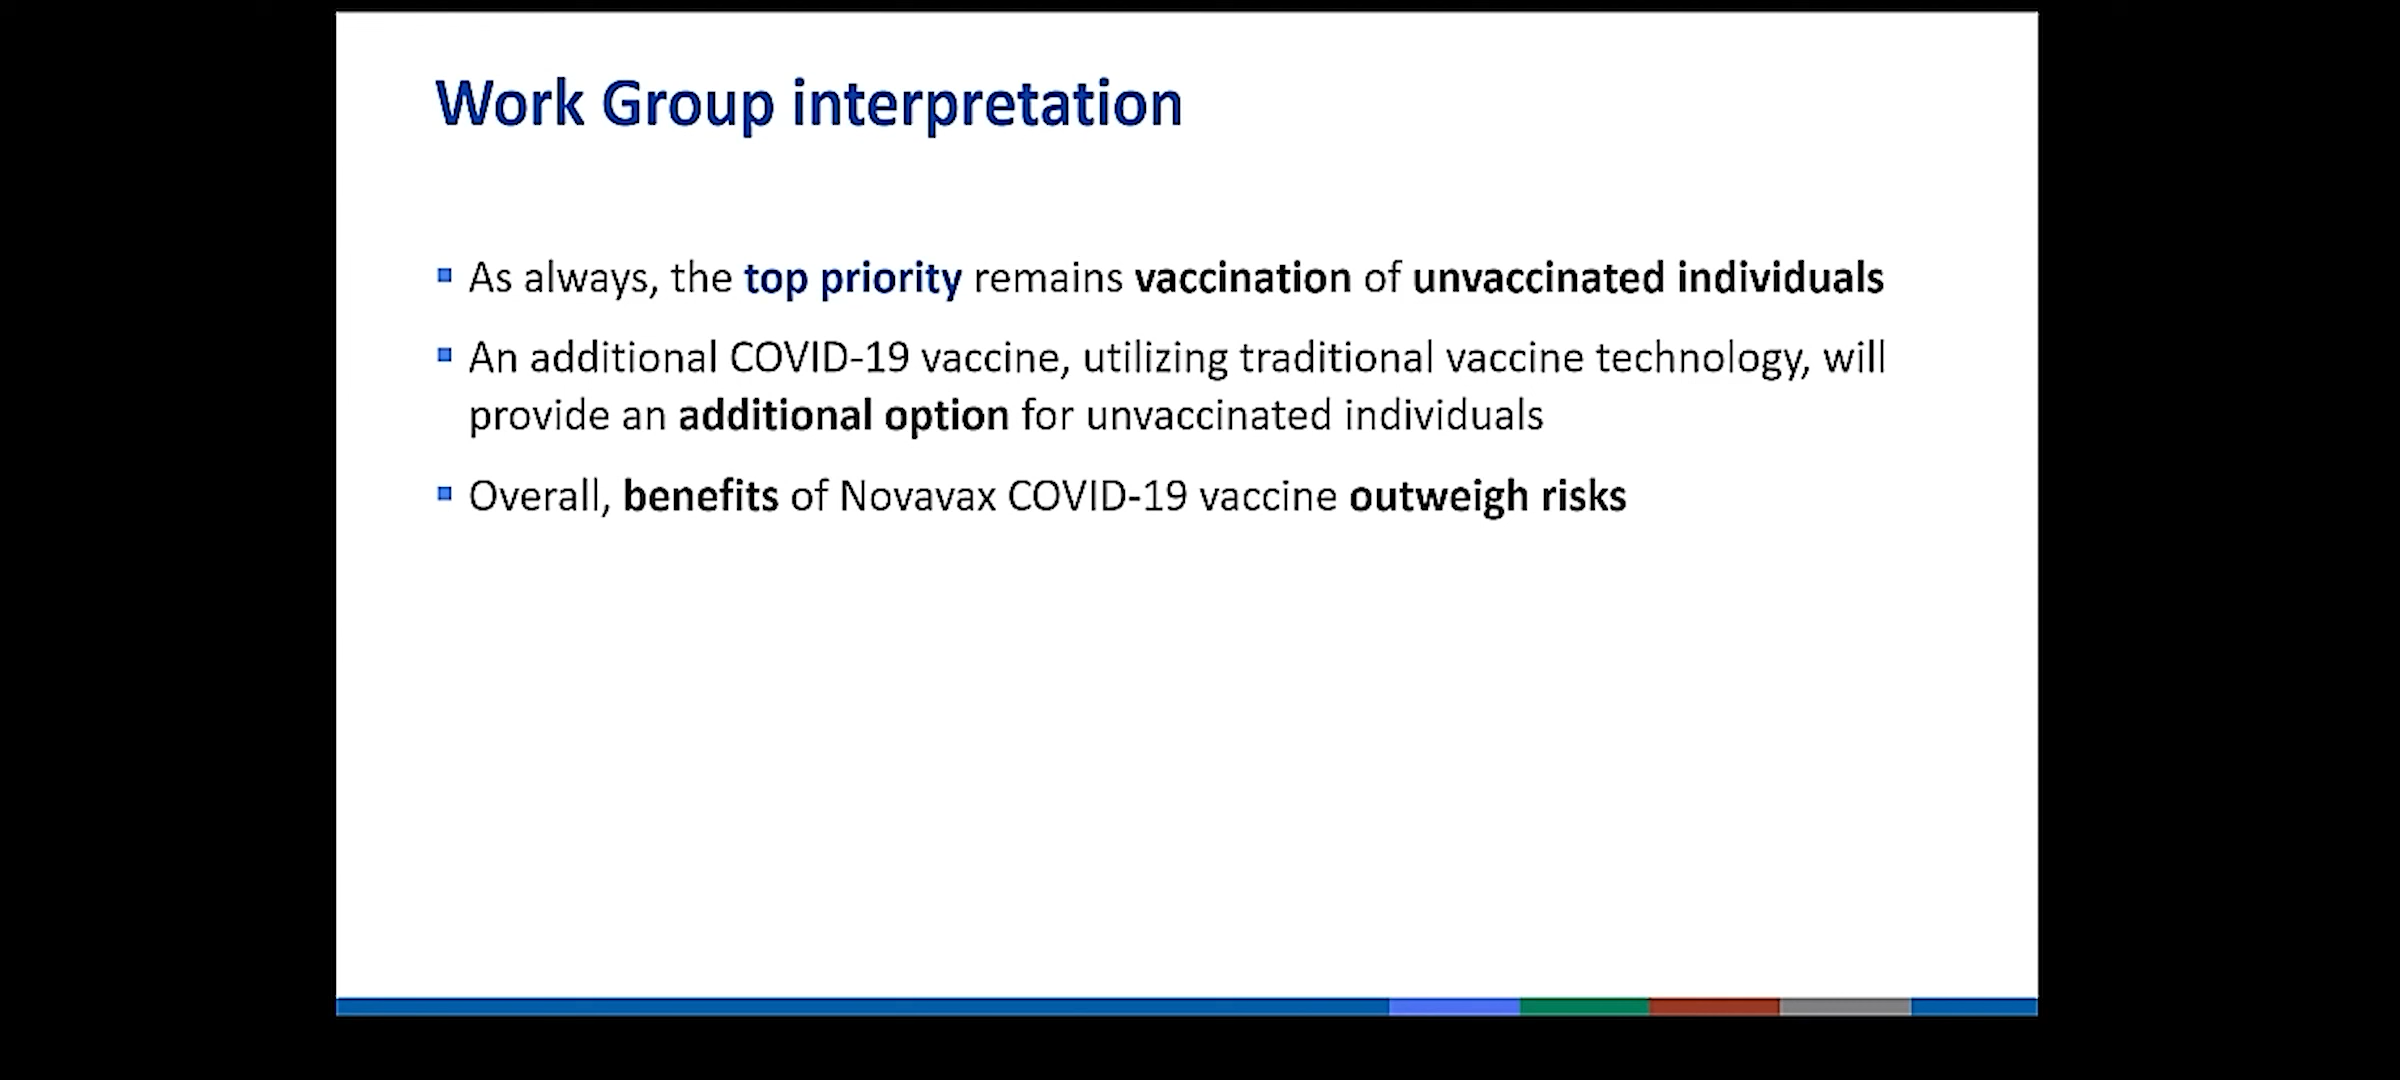 Work Group interpretation
As always, the top priority remains vaccination of unvaccinated individuals
An additional COVID-19 vaccine, utilizing traditional vaccine technology, will
provide an additional option for unvaccinated individuals
Overall, benefits of Novavax COVID-19 vaccine outweigh risks